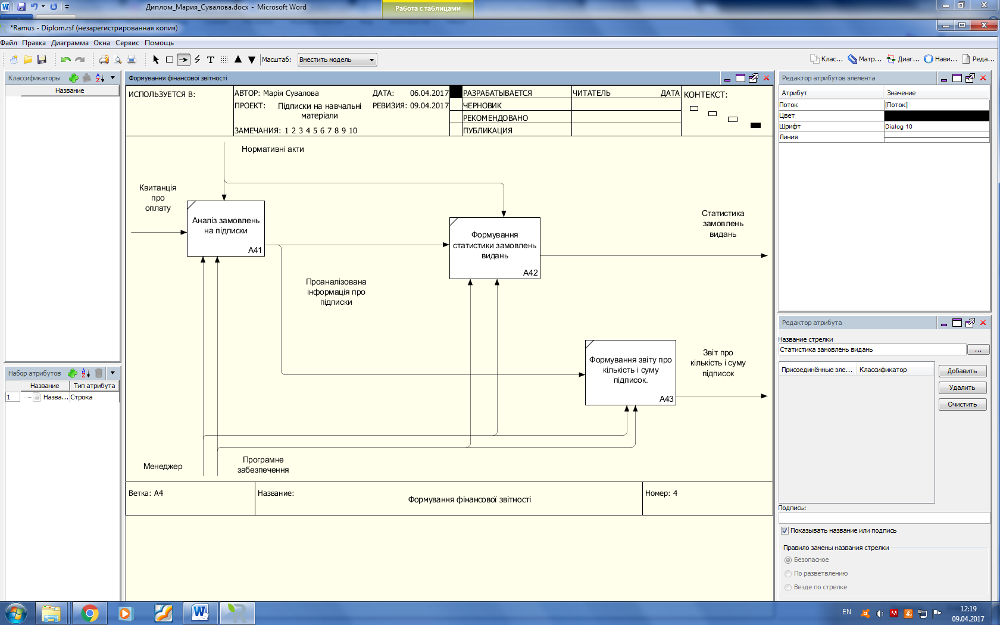 Диплом_Мария_Сувалова.docx - Microsoft Word
Работа с таблицами
*Ramus - Diplom.rsf (незарегистрированная копия)
Файл Правка Диаграмма Окна Сервис Помощь
Масштаб: Вместить модель
Клас... Матр... Диаг... Нави... Реда...
Классификаторы
Название
Набор атрибутов
Название Тип атрибута
1 Назва... Строка
Формування фінансової звітності
ИСПОЛЬЗУЕТСЯ В:
АВТОР: Марія Сувалова
ДАТА: 06.04.2017
ПРОЕКТ: Підписки на навчальні
матеріали
РЕВИЗИЯ: 09.04.2017
ЗАМЕЧАНИЯ: 1 2 3 4 5 6 7 8 9 10
РАЗРАБАТЫВАЕТСЯ
ЧЕРНОВИК
РЕКОМЕНДОВАНО
ПУБЛИКАЦИЯ
ЧИТАТЕЛЬ ДАТА
КОНТЕКСТ:
Нормативні акти
Квитанція
про
оплату
Аналіз замовлень
на підписки
A41
Формування
статистики замовлень
видань
A42
Статистика
замовлень
видань
Проаналізована
інформація про
підписки
Формування звіту про
кількість і суму
підписок.
A43
Звіт про
кількість і суму
підписок
Менеджер
Програмне
забезпечення
Ветка: A4
Название:
Формування фінансової звітності
Номер: 4
Редактор атрибутов элемента
Атрибут Значение
Поток [Поток]
Цвет
Шрифт Dialog 10
Линия
Редактор атрибута
Название стрелки
Статистика замовлень видань
...
Присоединённые эле... Классификатор
Добавить
Удалить
Очистить
Подпись:
Показывать название или подпись
Правило замены названия стрелки
Безопасное
По разветвлению
Везде по стрелке
EN
12:19
09.04.2017